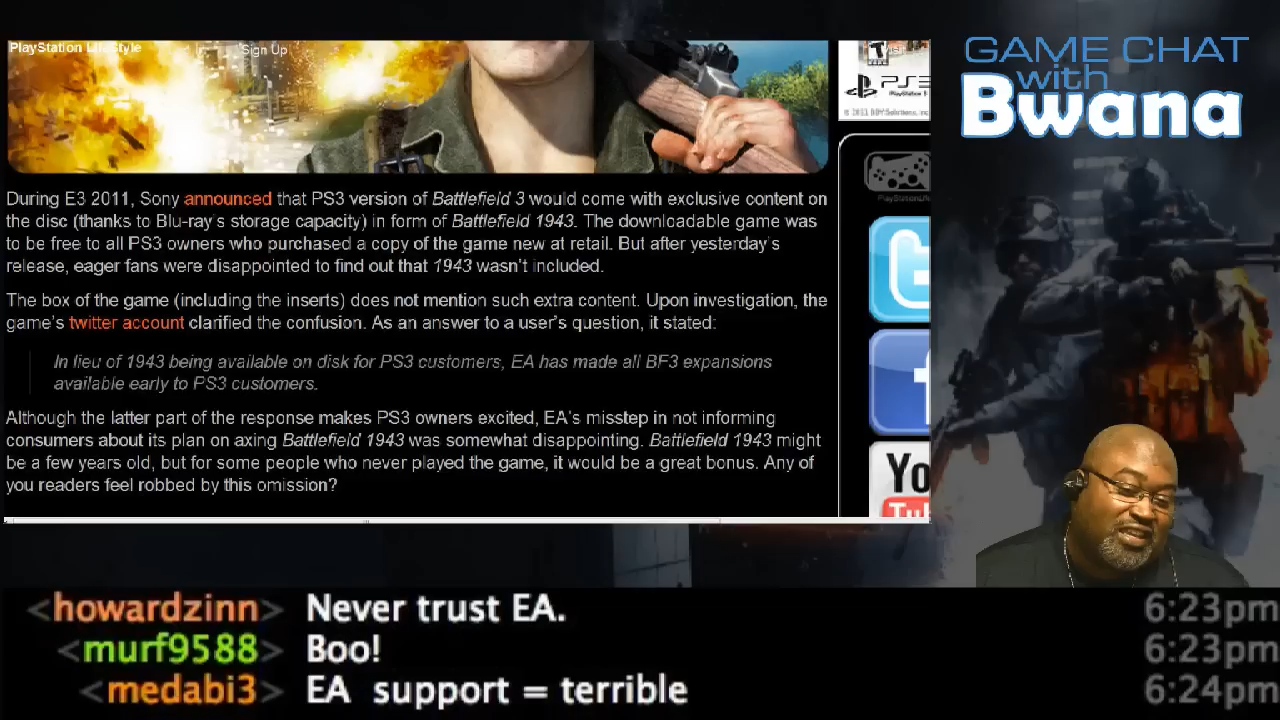 PlayStation LifeStyle
Sign Up
PS3
GAME CHAT
with
Bwana
During E3 2011, Sony announced that PS3 version of Battlefield 3 would come with exclusive content on
the disc (thanks to Blu-ray's storage capacity) in form of Battlefield 1943. The downloadable game was
to be free to all PS3 owners who purchased a copy of the game new at retail. But after yesterday's
release, eager fans were disappointed to find out that 1943 wasn't included.
The box of the game (including the inserts) does not mention such extra content. Upon investigation, the
game's twitter account clarified the confusion. As an answer to a user's question, it stated:
In lieu of 1943 being available on disk for PS3 customers, EA has made all BF3 expansions
available early to PS3 customers.
Although the latter part of the response makes PS3 owners excited, EA's misstep in not informing
consumers about its plan on axing Battlefield 1943 was somewhat disappointing. Battlefield 1943 might
be a few years old, but for some people who never played the game, it would be a great bonus. Any of
you readers feel robbed by this omission?
<howardzinn> Never trust EA. 6:23pm
<murf9588> Boo! 6:23pm
<medabi3> EA support = terrible 6:24pm